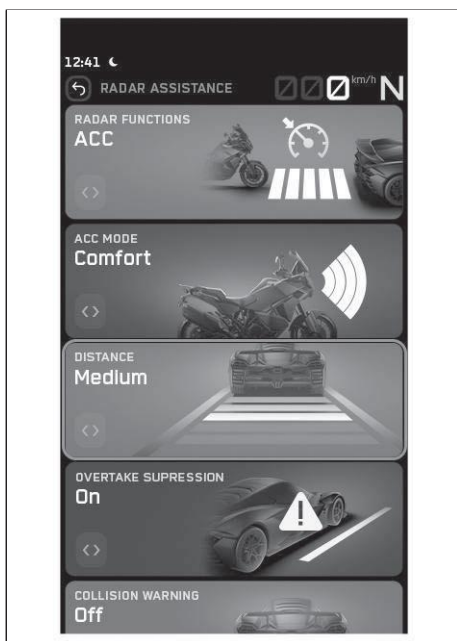 12:41
RADAR ASSISTANCE 000 km/h N
RADAR FUNCTIONS
ACC
ACC MODE
Comfort
DISTANCE
Medium
OVERTAKE SUPRESSION
On
COLLISION WARNING
Off